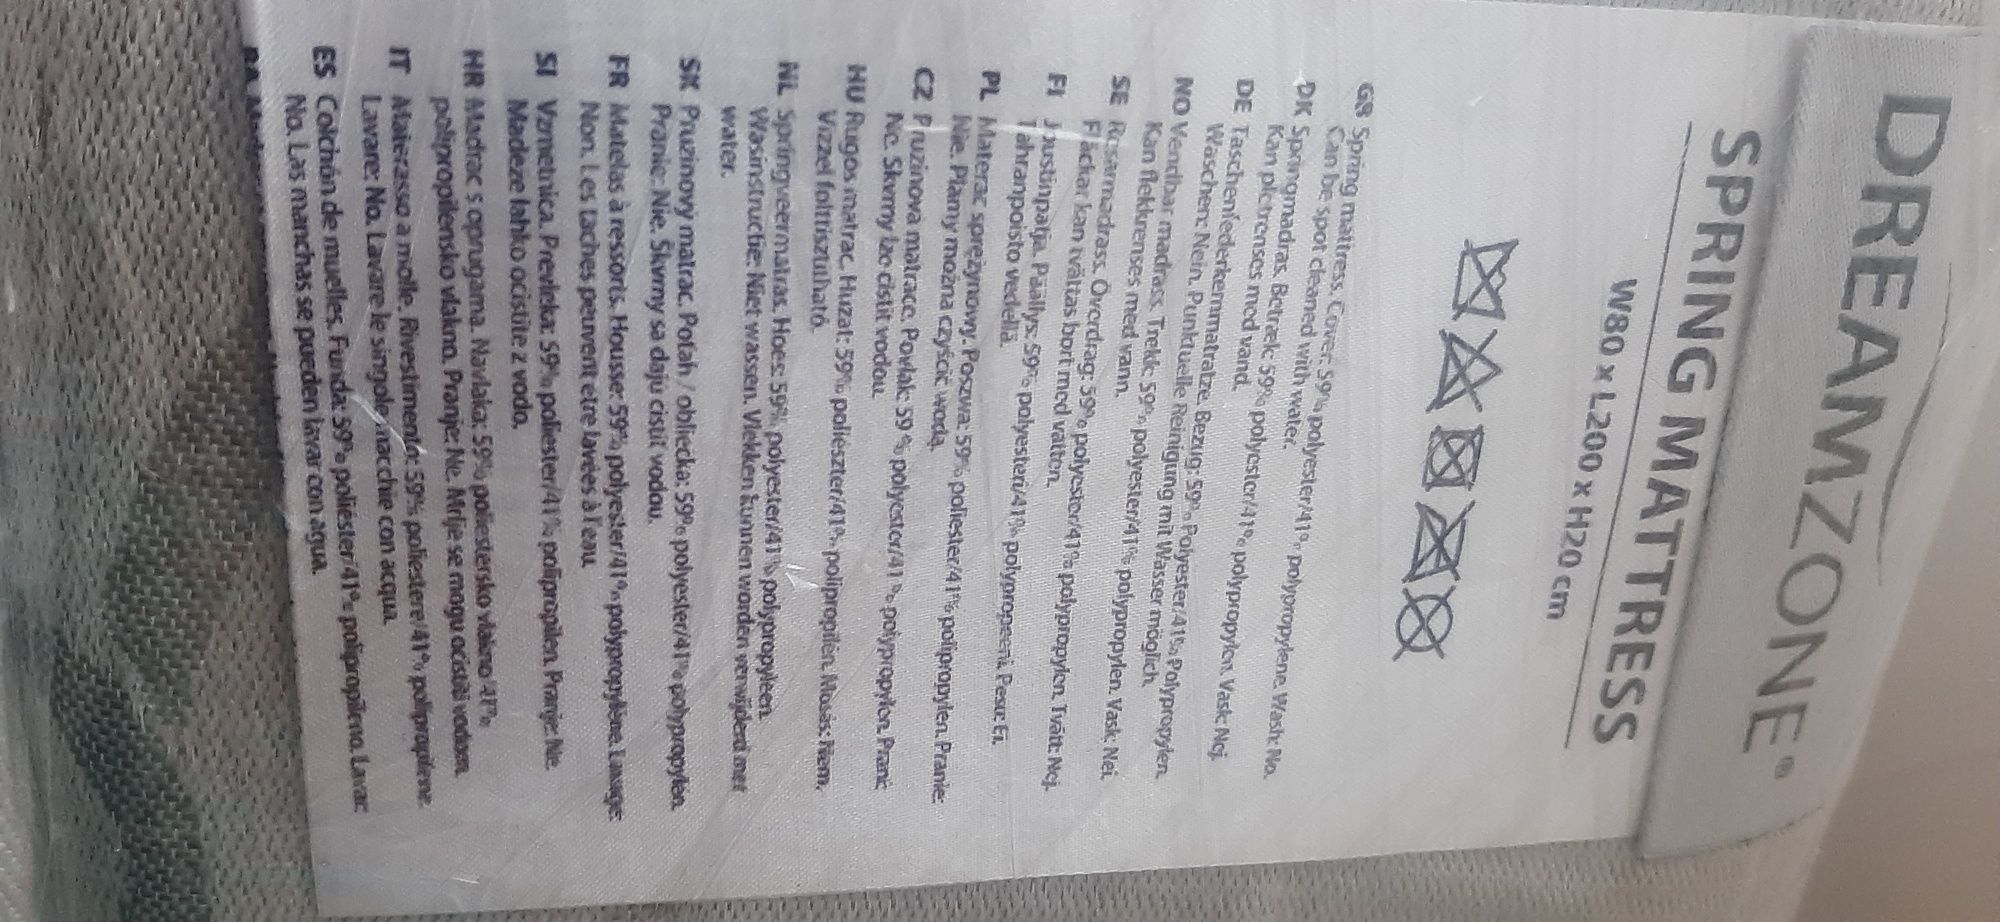 DREAMZONE®
SPRING MATTRESS
W80 x L200 x H20 cm
GB Spring mattress. Cover: 59% polyester/41% polypropylene. Wash: No.
Can be spot cleaned with water.
DK Springmadras. Betræk: 59% polyester/41% polypropylen. Vask: Nej.
Kan pletrenses med vand.
DE Taschenfederkernmatratze. Bezug: 59% Polyester/41% Polypropylen.
Waschen: Nein. Punktuelle Reinigung mit Wasser möglich.
NO Vendbar madrass. Trekk: 59% polyester/41% polypropylen. Vask: Nei.
Kan flekkrenses med vann.
SE Resårmadrass. Överdrag: 59% polyester/41% polypropylen. Tvätt: Nej.
Fläckar kan tvättas bort med vatten.
FI Joustinpatja. Päällys: 59% polyesteri/41% polypropeeni. Pesu: Ei.
Tahranpoisto vedellä.
PL Materac sprężynowy. Poszwa: 59% poliester/41% polipropylen. Pranie:
Nie. Plamy można czyścić wodą.
CZ Pružinová matrace. Povlak: 59 % polyester/41 % polypropylen. Praní:
Ne. Skvrny lze čistit vodou.
HU Rugós matrac. Huzat: 59% poliészter/41% polipropilén. Mosás: Nem.
Vízzel folttisztítható.
NL Springveermatras. Hoes: 59% polyester/41% polypropyleen.
Wasinstructie: Niet wassen. Vlekken kunnen worden verwijderd met
water.
SK Pružinový matrac. Poťah / obliečka: 59% polyester/41% polypropylén.
Pranie: Nie. Škvrny sa dajú čistiť vodou.
FR Matelas à ressorts. Housse: 59% polyester/41% polypropylène. Lavage:
Non. Les taches peuvent etre lavées à l'eau.
SI Vzmetnica. Prevleka: 59% poliester/41% polipropilen. Pranje: Ne.
Madeže lahko očistite z vodo.
HR Madrac s oprugama. Navlaka: 59% poliestersko vlakno/41%
polipropilensko vlakno. Pranje: Ne. Mrlje se mogu očistiti vodom.
IT Materasso a molle. Rivestimento: 59% poliestere/41% polipropilene.
Lavare: No. Lavare le singole macchie con acqua.
ES Colchón de muelles. Funda: 59% poliéster/41% polipropileno. Lavar:
No. Las manchas se pueden lavar con agua.